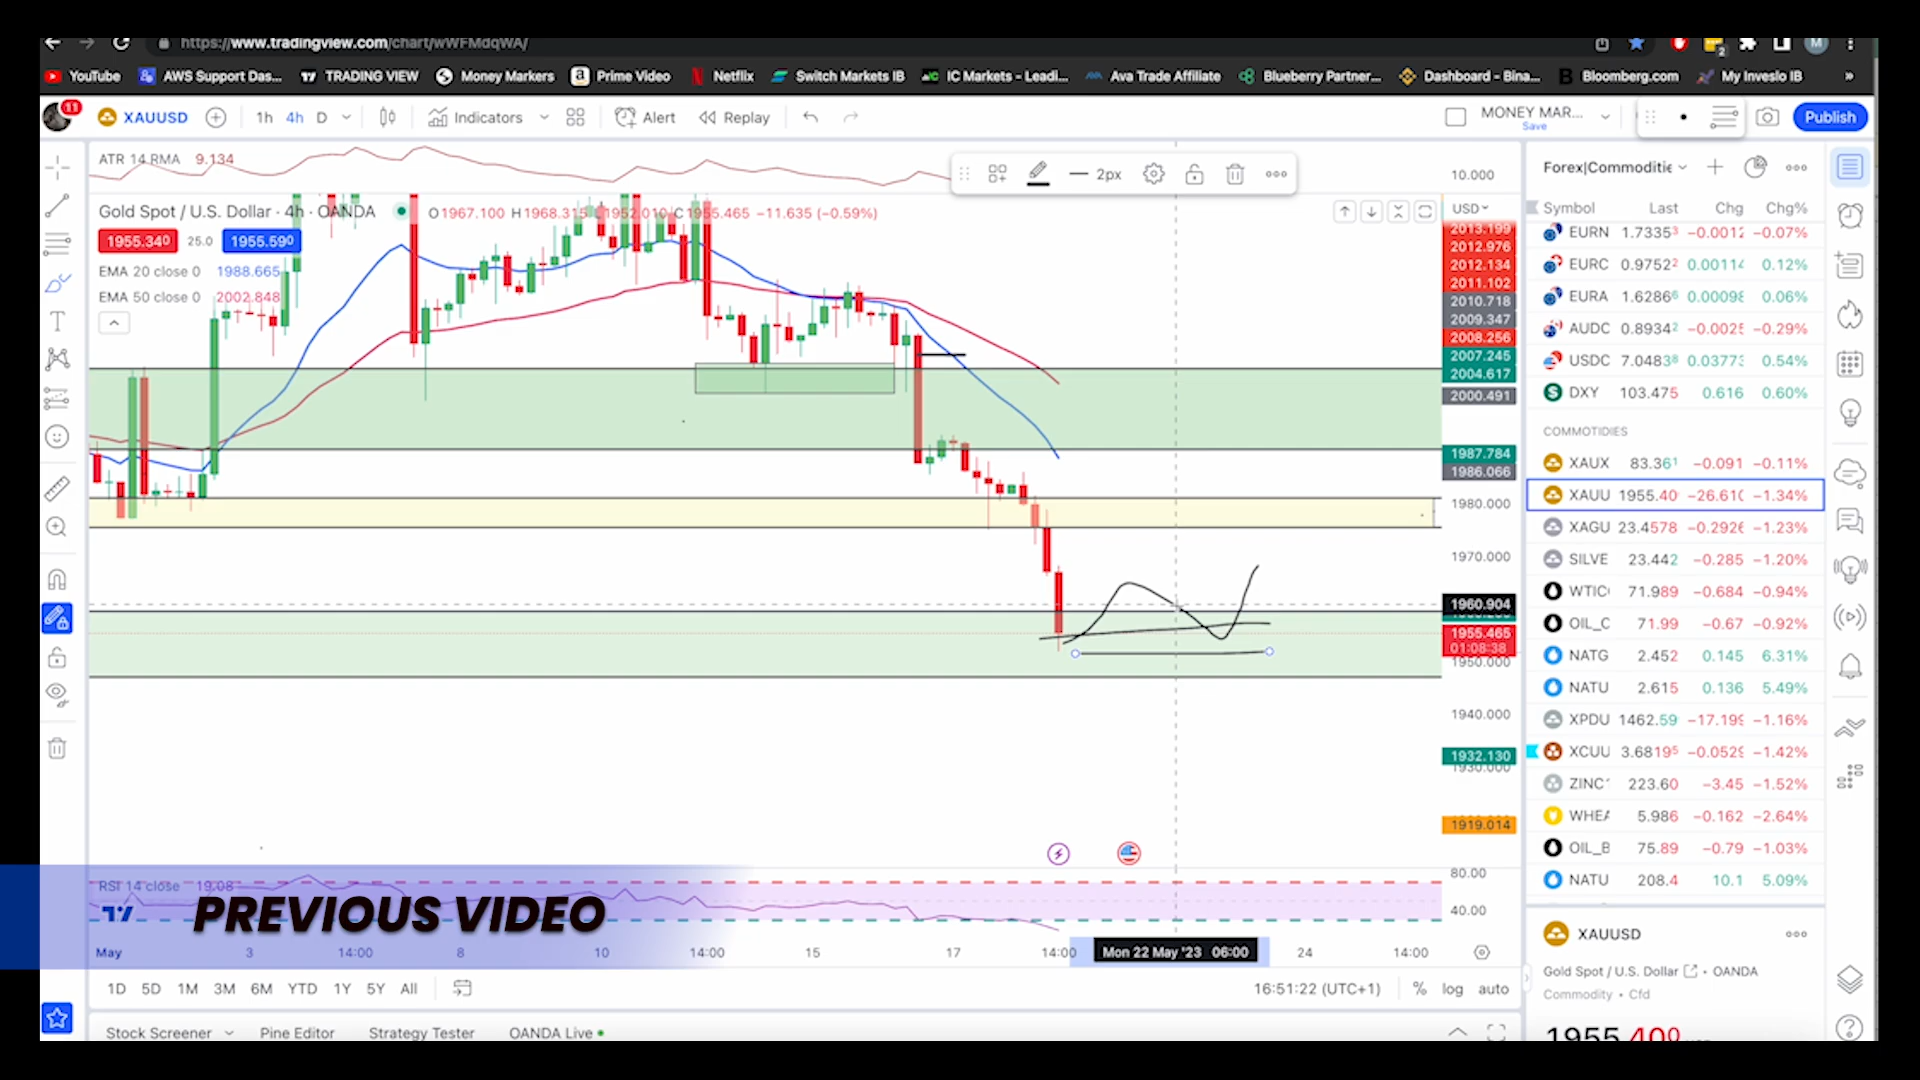 https://www.tradingview.com/chart/wWFMdqWA/
2
M
YouTube AWS Support Das... TRADING VIEW Money Markers Prime Video Netflix Switch Markets IB IC Markets - Leadi... Ava Trade Affiliate Blueberry Partner... Dashboard - Bina... Bloomberg.com My Inveslo IB »
11
XAUUSD 1h 4h D Indicators Alert Replay MONEY MAR... Publish
Save
ATR 14 RMA 9.134
2px
10.000
Gold Spot / U.S. Dollar · 4h · OANDA O1967.100 H1968.315 L1952.010 C1955.465 −11.635 (−0.59%)
USD
1955.340 25.0 1955.590
EMA 20 close 0 1988.665
EMA 50 close 0 2002.848
2013.199
2012.976
2012.134
2011.102
2010.718
2009.347
2008.256
2007.245
2004.617
2000.491
1987.784
1986.066
1980.000
1970.000
1960.904
1955.465
01:08:38
1950.000
1940.000
1932.130
1930.000
1919.014
80.00
40.00
RSI 14 close 19.08
PREVIOUS VIDEO
May 3 14:00 8 10 14:00 15 17 14:00 Mon 22 May '23 06:00 24 14:00
1D 5D 1M 3M 6M YTD 1Y 5Y All 16:51:22 (UTC+1) % log auto
Stock Screener Pine Editor Strategy Tester OANDA Live
Forex|Commoditie
Symbol Last Chg Chg%
EURN 1.73353 −0.0012 −0.07%
EURC 0.97522 0.00114 0.12%
EURA 1.62866 0.00098 0.06%
AUDC 0.89342 −0.0025 −0.29%
USDC 7.04838 0.03773 0.54%
DXY 103.475 0.616 0.60%
COMMOTIDIES
XAUX 83.361 −0.091 −0.11%
XAUU 1955.40 −26.610 −1.34%
XAGU 23.4578 −0.2926 −1.23%
SILVE 23.442 −0.285 −1.20%
WTIC 71.989 −0.684 −0.94%
OIL_C 71.99 −0.67 −0.92%
NATG 2.452 0.145 6.31%
NATU 2.615 0.136 5.49%
XPDU 1462.59 −17.199 −1.16%
XCUU 3.68195 −0.0529 −1.42%
ZINC 223.60 −3.45 −1.52%
WHEA 5.986 −0.162 −2.64%
OIL_B 75.89 −0.79 −1.03%
NATU 208.4 10.1 5.09%
XAUUSD
Gold Spot / U.S. Dollar • OANDA
Commodity • Cfd
1955.400